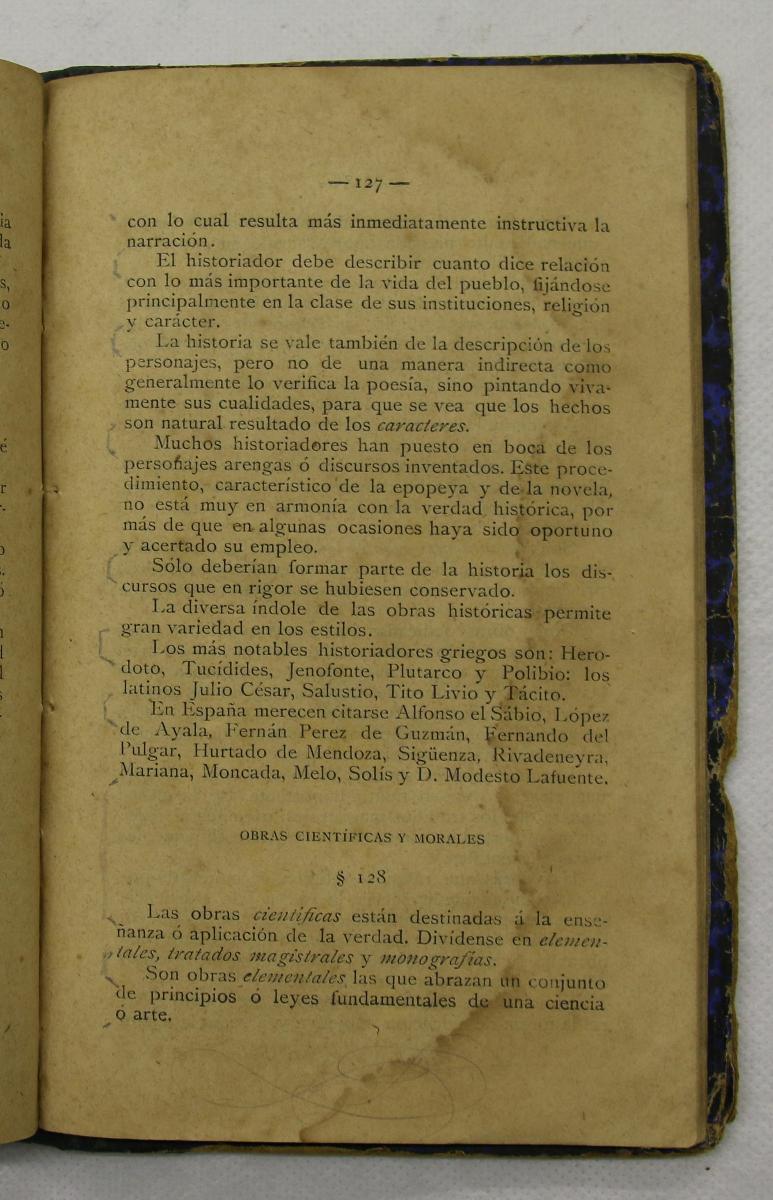 — 127 —
con lo cual resulta más inmediatamente instructiva la
narración.
El historiador debe describir cuanto dice relación
con lo más importante de la vida del pueblo, fijándose
principalmente en la clase de sus instituciones, religión
y carácter.
La historia se vale también de la descripción de los
personajes, pero no de una manera indirecta como
generalmente lo verifica la poesía, sino pintando viva-
mente sus cualidades, para que se vea que los hechos
son natural resultado de los caracteres.
Muchos historiadores han puesto en boca de los
personajes arengas ó discursos inventados. Este proce-
dimiento, característico de la epopeya y de la novela,
no está muy en armonía con la verdad histórica, por
más de que en algunas ocasiones haya sido oportuno
y acertado su empleo.
Sólo deberían formar parte de la historia los dis-
cursos que en rigor se hubiesen conservado.
La diversa índole de las obras históricas permite
gran variedad en los estilos.
Los más notables historiadores griegos son: Hero-
doto, Tucídides, Jenofonte, Plutarco y Polibio: los
latinos Julio César, Salustio, Tito Livio y Tácito.
En España merecen citarse Alfonso el Sábio, López
de Ayala, Fernán Perez de Guzmán, Fernando del
Pulgar, Hurtado de Mendoza, Sigüenza, Rivadeneyra,
Mariana, Moncada, Melo, Solís y D. Modesto Lafuente.
OBRAS CIENTÍFICAS Y MORALES
§ 128
Las obras científicas están destinadas á la ense-
ñanza ó aplicación de la verdad. Divídense en elemen-
tales, tratados magistrales y monografías.
Son obras elementales las que abrazan un conjunto
de principios ó leyes fundamentales de una ciencia
ó arte.